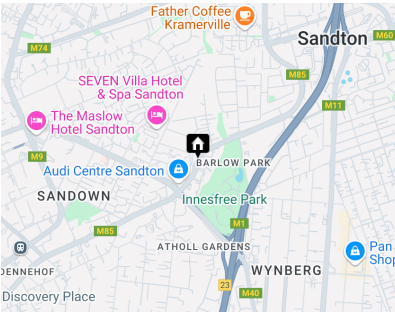 Father Coffee
Kramerville
M74
Sandton
M60
SEVEN Villa Hotel
& Spa Sandton
M85
M11
The Maslow
Hotel Sandton
M9
BARLOW PARK
Audi Centre Sandton
SANDOWN
Innesfree Park
M1
M85
ATHOLL GARDENS
Pan
Shop
WYNBERG
DENNEHOF
23
M40
Discovery Place